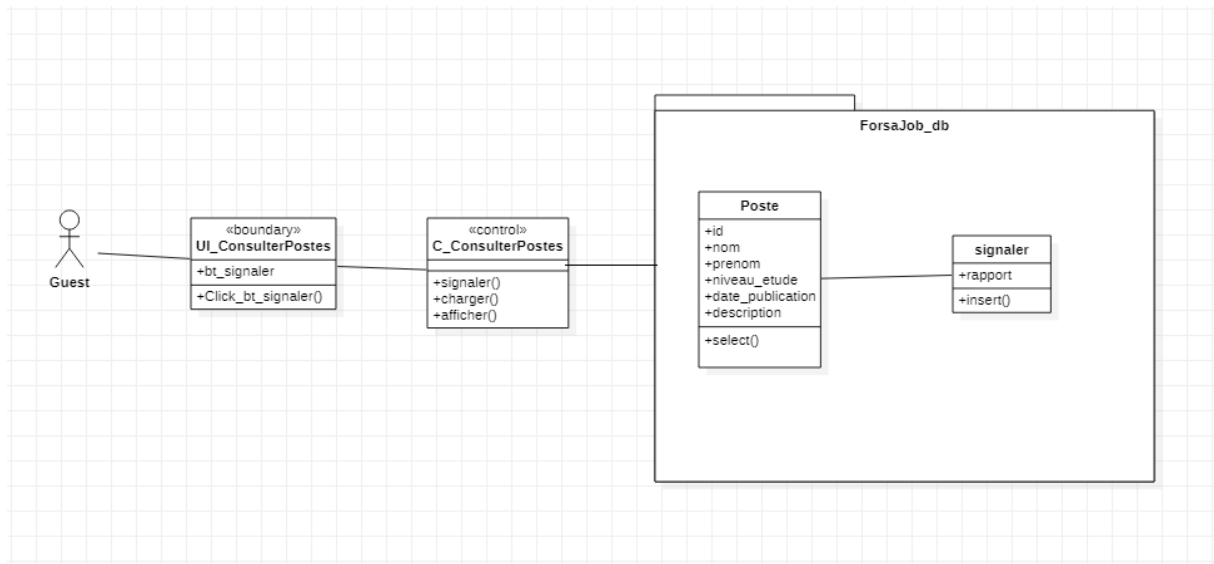 Guest
«boundary»
UI_ConsulterPostes
+bt_signaler
+Click_bt_signaler()
«control»
C_ConsulterPostes
+signaler()
+charger()
+afficher()
ForsaJob_db
Poste
+id
+nom
+prenom
+niveau_etude
+date_publication
+description
+select()
signaler
+rapport
+insert()